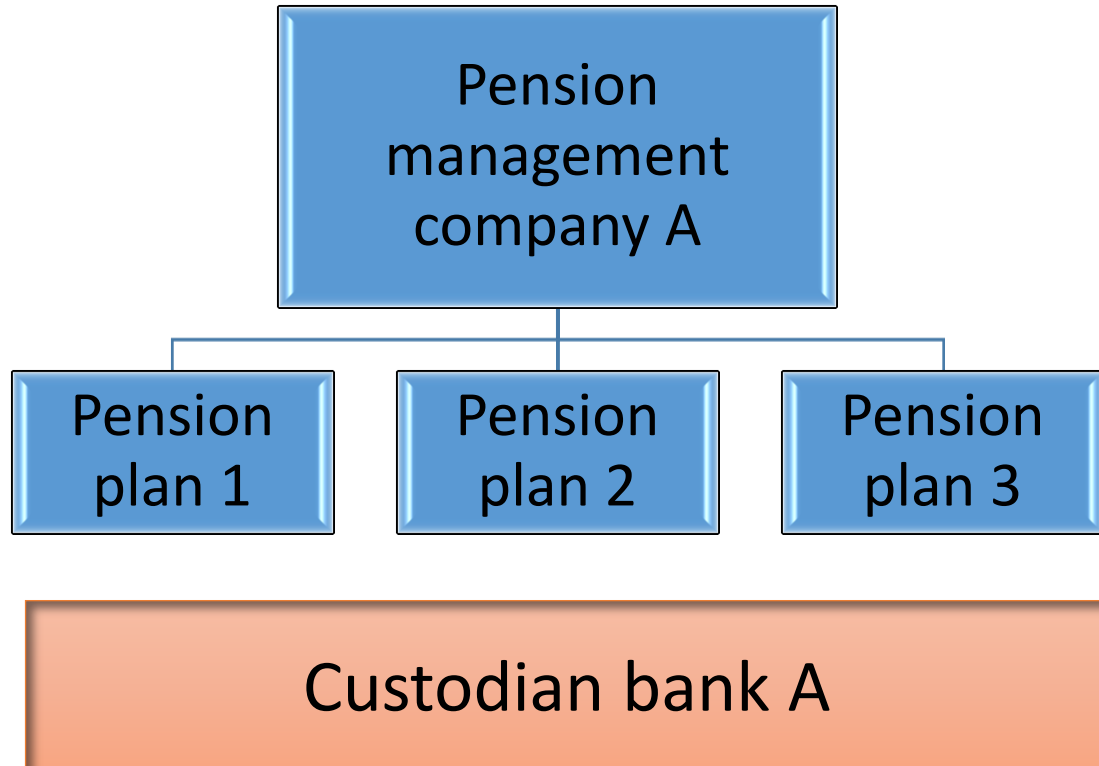 Pension
management
company A
Pension
plan 1
Pension
plan 2
Pension
plan 3
Custodian bank A